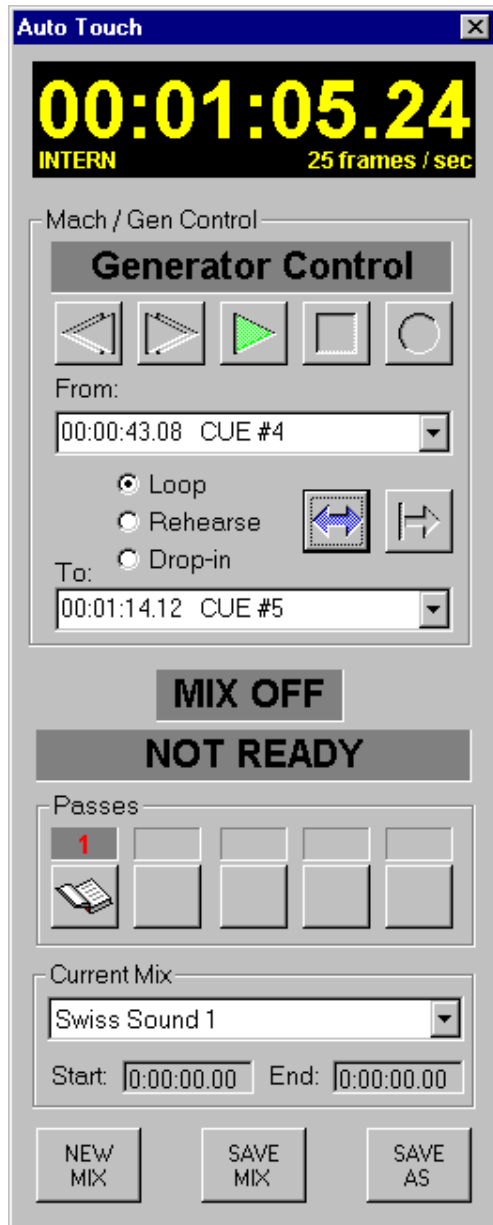 Auto Touch
00:01:05.24
INTERN 25 frames / sec
Mach / Gen Control
Generator Control
From:
00:00:43.08 CUE #4
Loop
Rehearse
Drop-in
To:
00:01:14.12 CUE #5
MIX OFF
NOT READY
Passes
1
Current Mix
Swiss Sound 1
Start: 0:00:00.00 End: 0:00:00.00
NEW MIX SAVE MIX SAVE AS